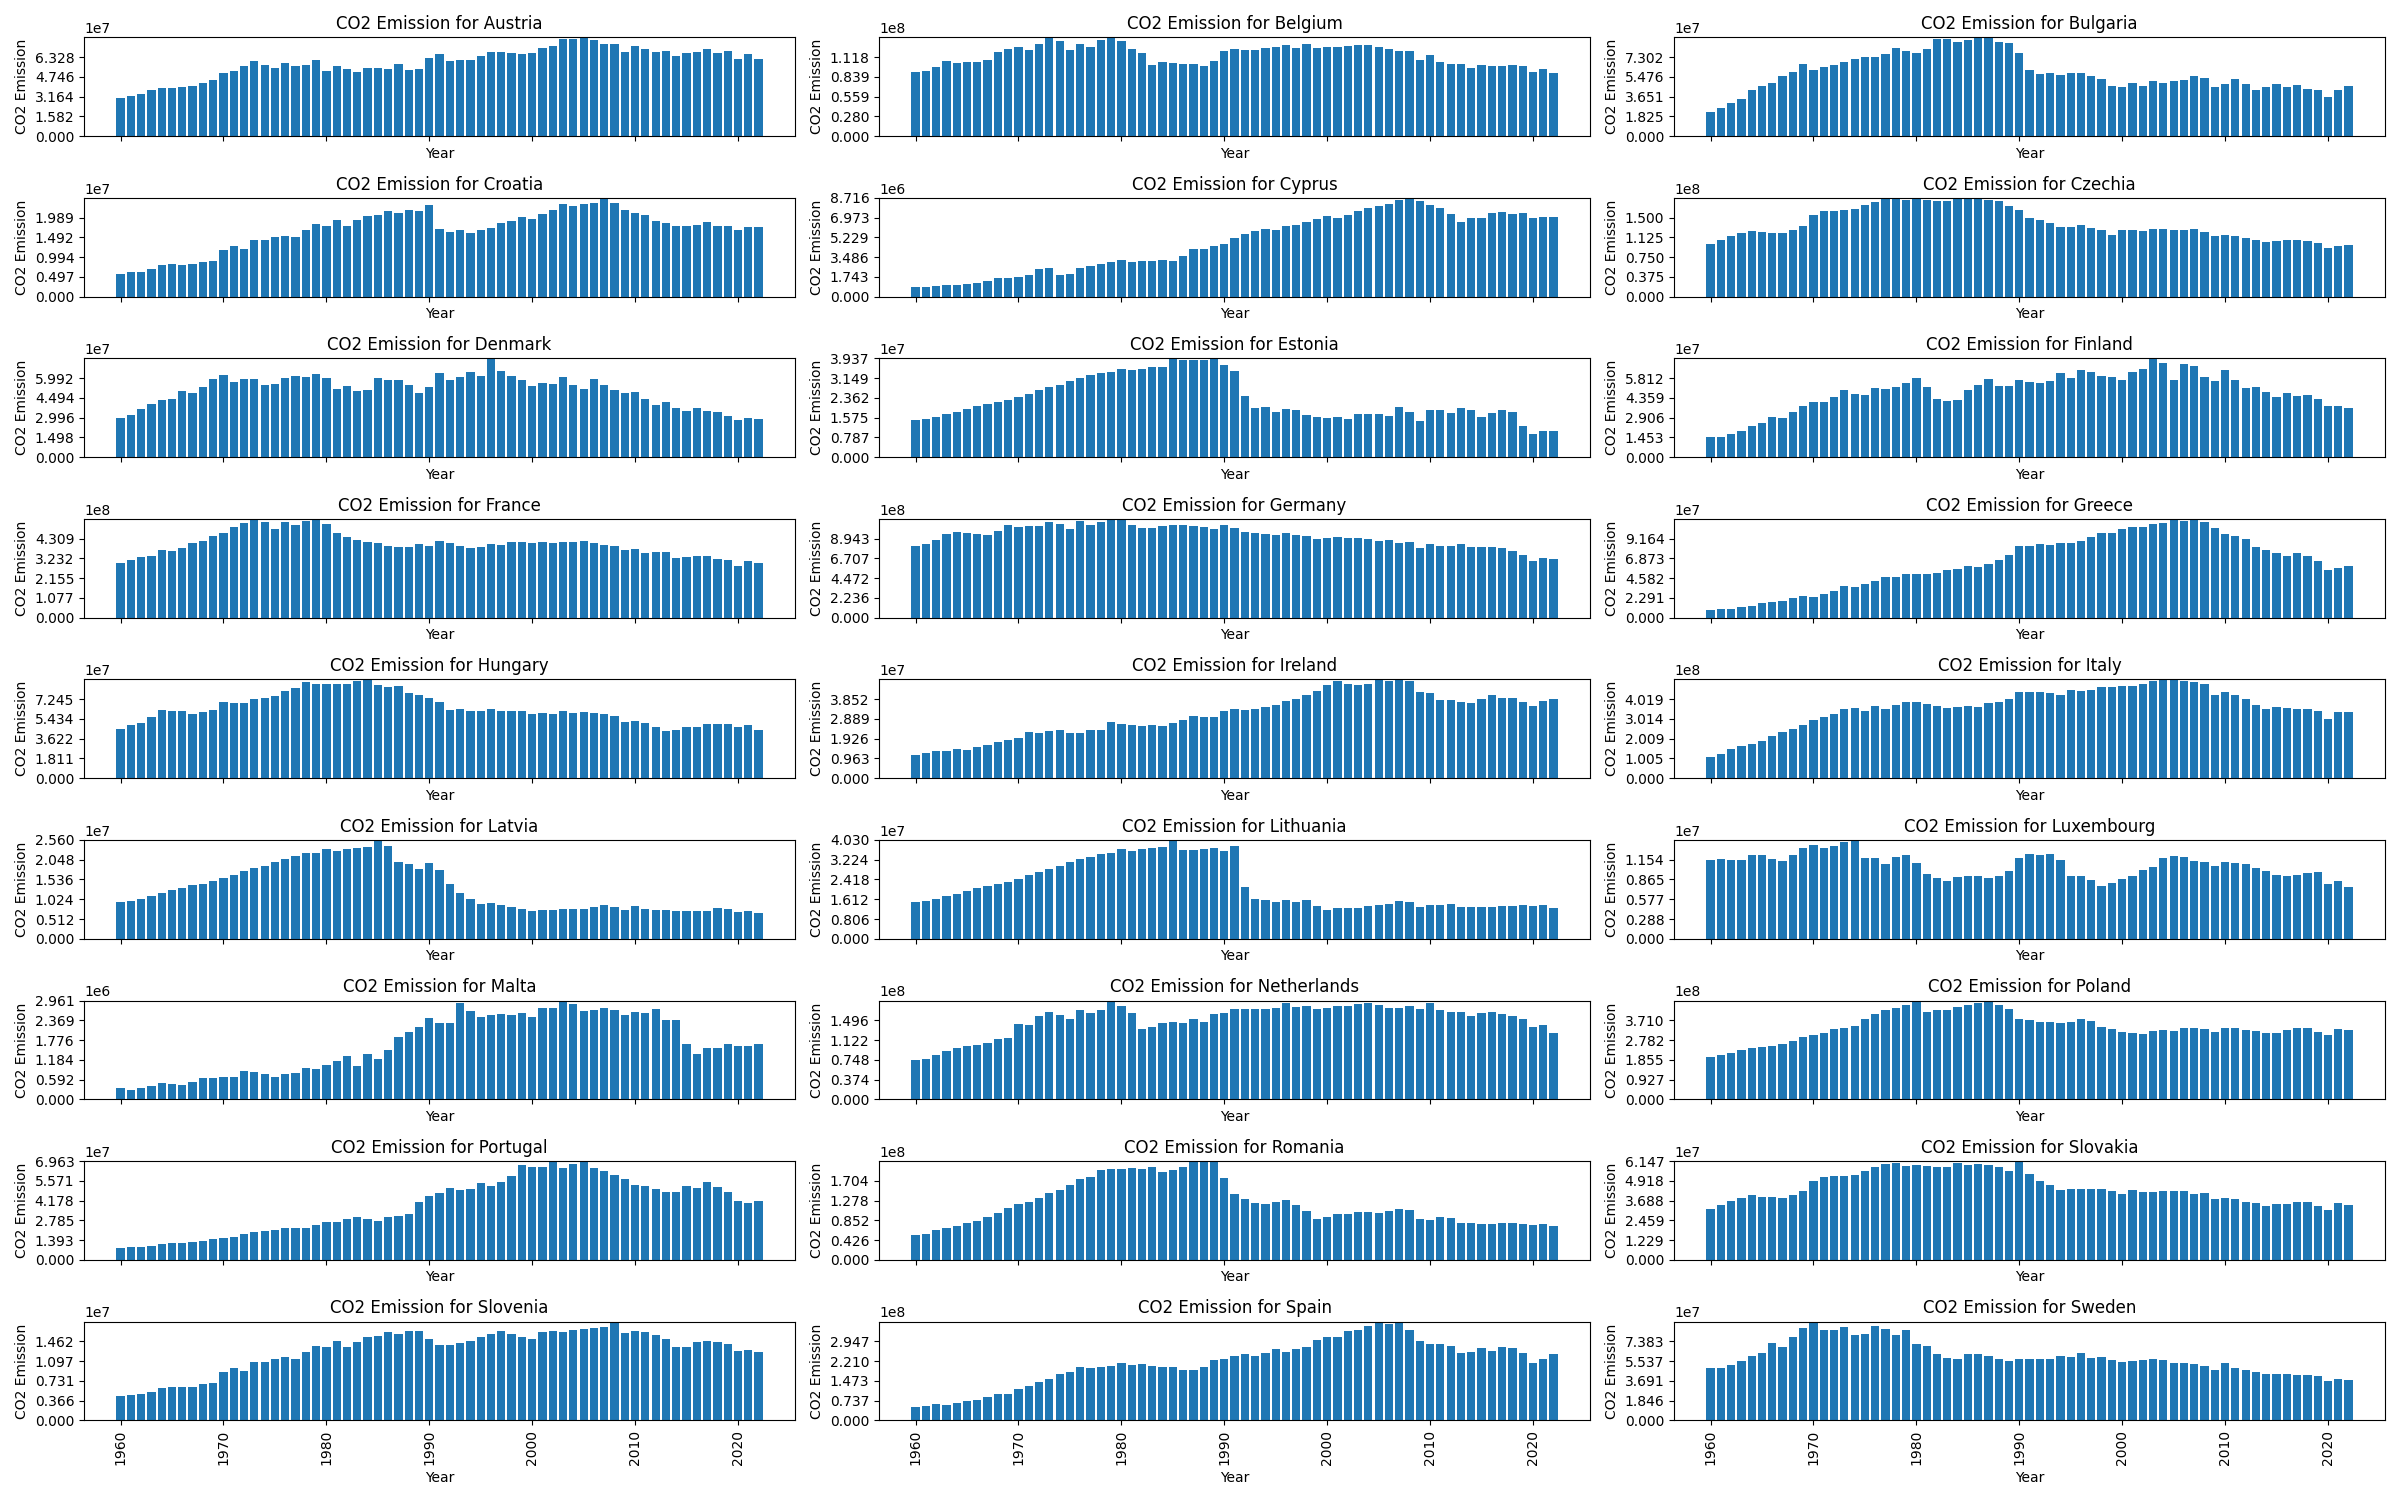 CO2 Emission for Austria
1e7
CO2 Emission
6.328
4.746
3.164
1.582
0.000
Year
CO2 Emission for Belgium
1e8
CO2 Emission
1.118
0.839
0.559
0.280
0.000
Year
CO2 Emission for Bulgaria
1e7
CO2 Emission
7.302
5.476
3.651
1.825
0.000
Year
CO2 Emission for Croatia
1e7
CO2 Emission
1.989
1.492
0.994
0.497
0.000
Year
CO2 Emission for Cyprus
1e6
CO2 Emission
8.716
6.973
5.229
3.486
1.743
0.000
Year
CO2 Emission for Czechia
1e8
CO2 Emission
1.500
1.125
0.750
0.375
0.000
Year
CO2 Emission for Denmark
1e7
CO2 Emission
5.992
4.494
2.996
1.498
0.000
Year
CO2 Emission for Estonia
1e7
CO2 Emission
3.937
3.149
2.362
1.575
0.787
0.000
Year
CO2 Emission for Finland
1e7
CO2 Emission
5.812
4.359
2.906
1.453
0.000
Year
CO2 Emission for France
1e8
CO2 Emission
4.309
3.232
2.155
1.077
0.000
Year
CO2 Emission for Germany
1e8
CO2 Emission
8.943
6.707
4.472
2.236
0.000
Year
CO2 Emission for Greece
1e7
CO2 Emission
9.164
6.873
4.582
2.291
0.000
Year
CO2 Emission for Hungary
1e7
CO2 Emission
7.245
5.434
3.622
1.811
0.000
Year
CO2 Emission for Ireland
1e7
CO2 Emission
3.852
2.889
1.926
0.963
0.000
Year
CO2 Emission for Italy
1e8
CO2 Emission
4.019
3.014
2.009
1.005
0.000
Year
CO2 Emission for Latvia
1e7
CO2 Emission
2.560
2.048
1.536
1.024
0.512
0.000
Year
CO2 Emission for Lithuania
1e7
CO2 Emission
4.030
3.224
2.418
1.612
0.806
0.000
Year
CO2 Emission for Luxembourg
1e7
CO2 Emission
1.154
0.865
0.577
0.288
0.000
Year
CO2 Emission for Malta
1e6
CO2 Emission
2.961
2.369
1.776
1.184
0.592
0.000
Year
CO2 Emission for Netherlands
1e8
CO2 Emission
1.496
1.122
0.748
0.374
0.000
Year
CO2 Emission for Poland
1e8
CO2 Emission
3.710
2.782
1.855
0.927
0.000
Year
CO2 Emission for Portugal
1e7
CO2 Emission
6.963
5.571
4.178
2.785
1.393
0.000
Year
CO2 Emission for Romania
1e8
CO2 Emission
1.704
1.278
0.852
0.426
0.000
Year
CO2 Emission for Slovakia
1e7
CO2 Emission
6.147
4.918
3.688
2.459
1.229
0.000
Year
CO2 Emission for Slovenia
1e7
CO2 Emission
1.462
1.097
0.731
0.366
0.000
1960 1970 1980 1990 2000 2010 2020
Year
CO2 Emission for Spain
1e8
CO2 Emission
2.947
2.210
1.473
0.737
0.000
1960 1970 1980 1990 2000 2010 2020
Year
CO2 Emission for Sweden
1e7
CO2 Emission
7.383
5.537
3.691
1.846
0.000
1960 1970 1980 1990 2000 2010 2020
Year